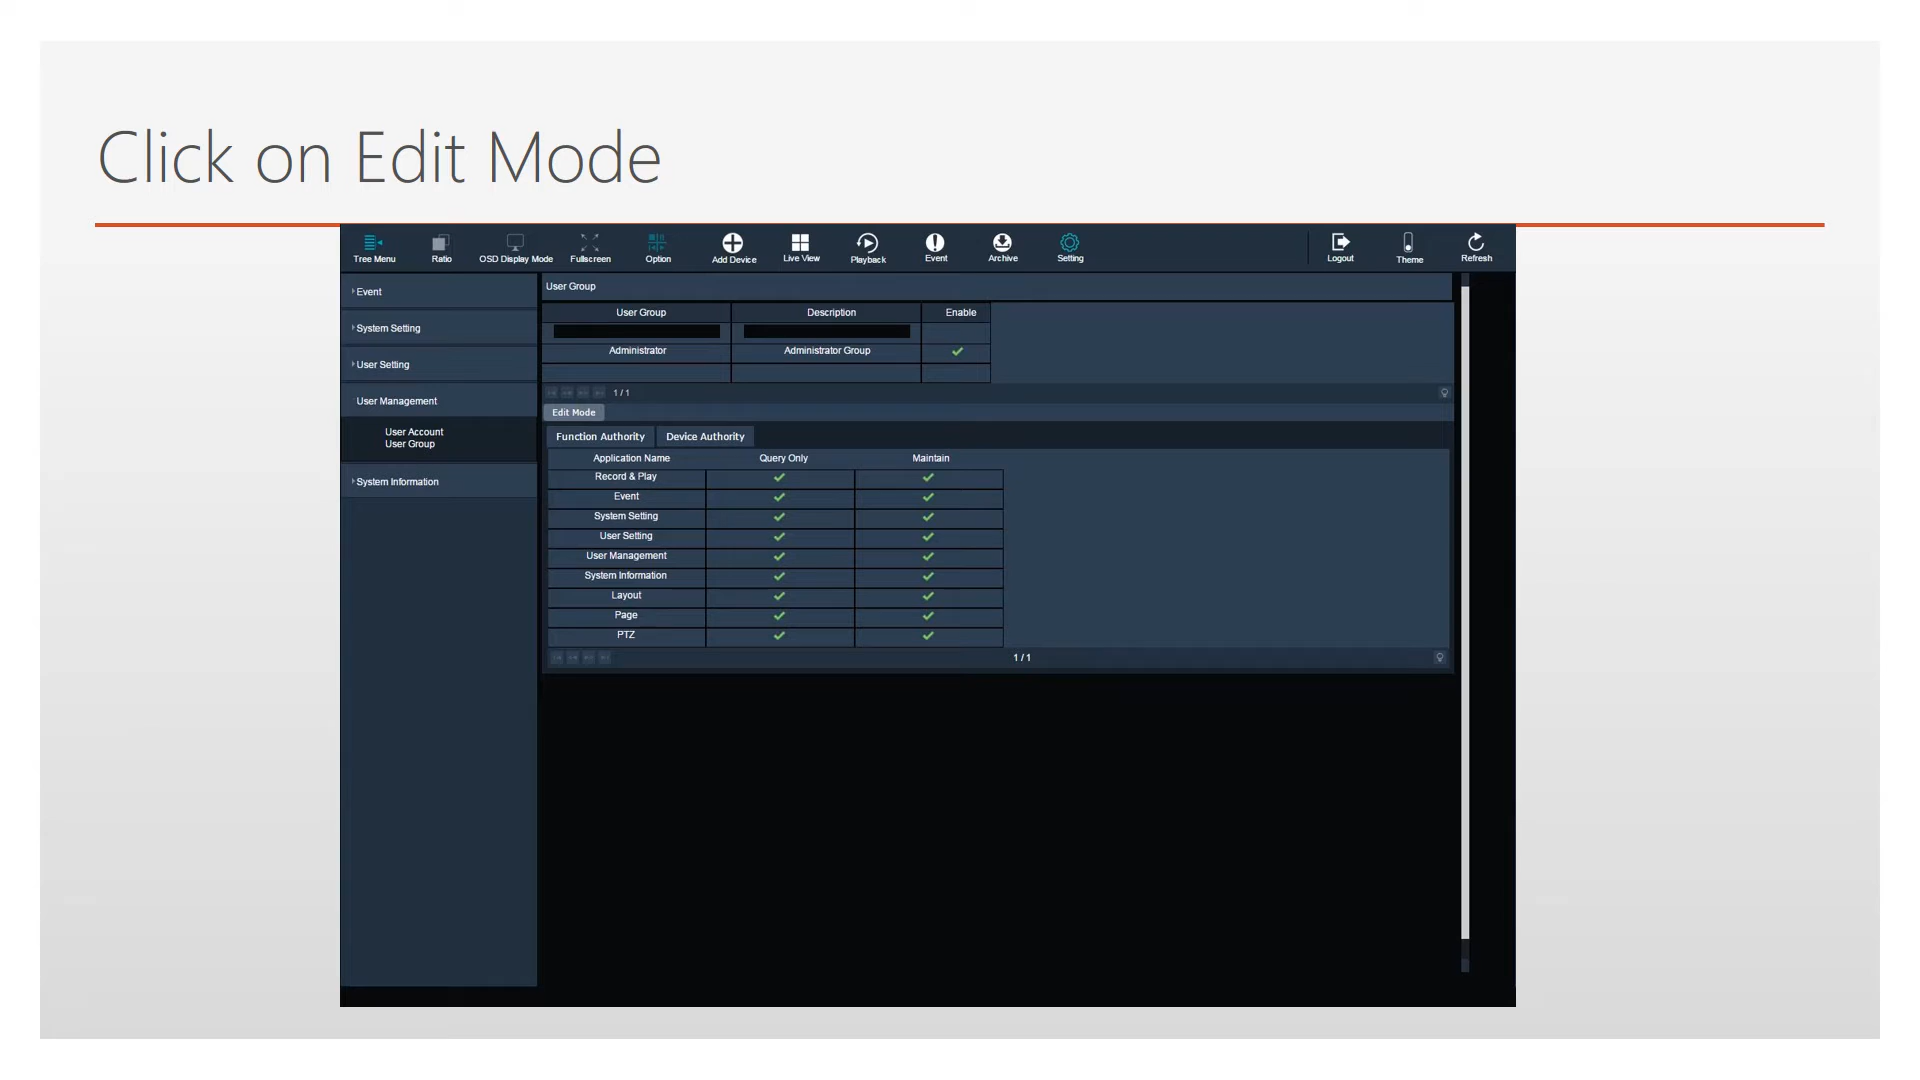 Click on Edit Mode
Tree Menu Ratio OSD Display Mode Fullscreen Option Add Device Live View Playback Event Archive Setting Logout Theme Refresh
Event
System Setting
User Setting
User Management
User Account
User Group
System Information
User Group
User Group Description Enable
Administrator Administrator Group
1 / 1
Edit Mode
Function Authority Device Authority
Application Name Query Only Maintain
Record & Play
Event
System Setting
User Setting
User Management
System Information
Layout
Page
PTZ
1 / 1